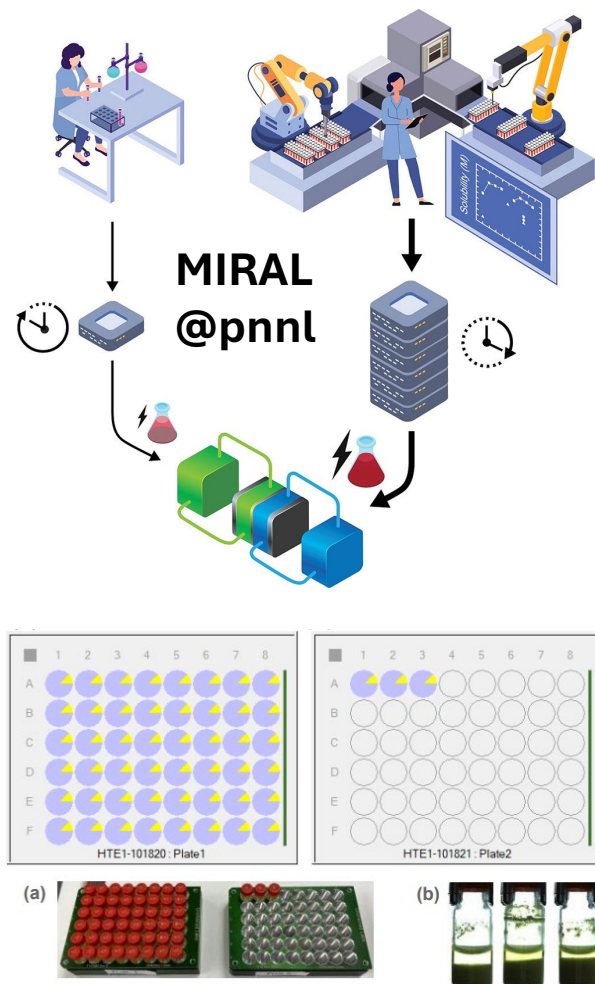 Solubility (M)
MIRAL
@pnnl
1 2 3 4 5 6 7 8
A
B
C
D
E
F
HTE1-101820 : Plate1
1 2 3 4 5 6 7 8
A
B
C
D
E
F
HTE1-101821 : Plate2
(a)
(b)